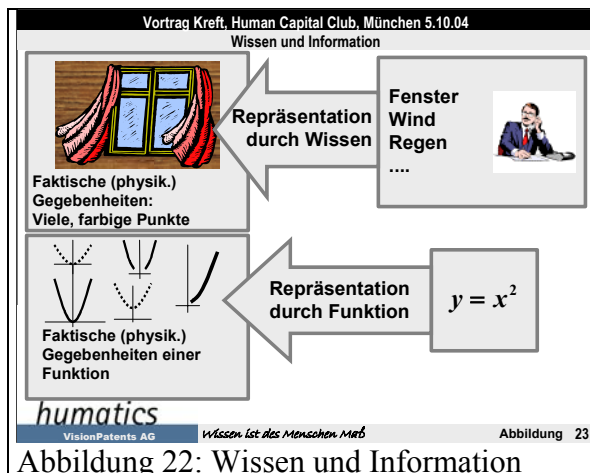 Vortrag Kreft, Human Capital Club, München 5.10.04
Wissen und Information
Faktische (physik.)
Gegebenheiten:
Viele, farbige Punkte
Repräsentation
durch Wissen
Fenster
Wind
Regen
....
Faktische (physik.)
Gegebenheiten einer
Funktion
Repräsentation
durch Funktion
y = x²
humatics
VisionPatents AG
Wissen ist des Menschen Maß
Abbildung 23
Abbildung 22: Wissen und Information